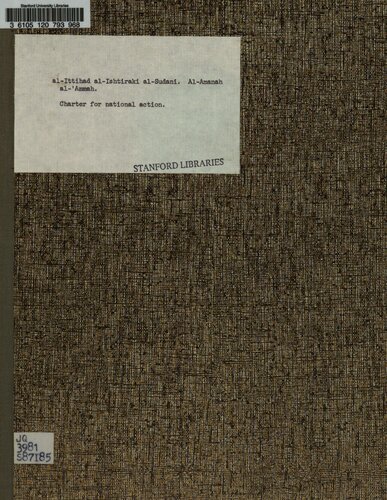 Stanford University Libraries
3 6105 120 793 968
al-Ittihad al-Ishtiraki al-Sudani. Al-Amanah
al-'Ammah.
Charter for national action.
STANFORD LIBRARIES
JQ
3981
S87I85